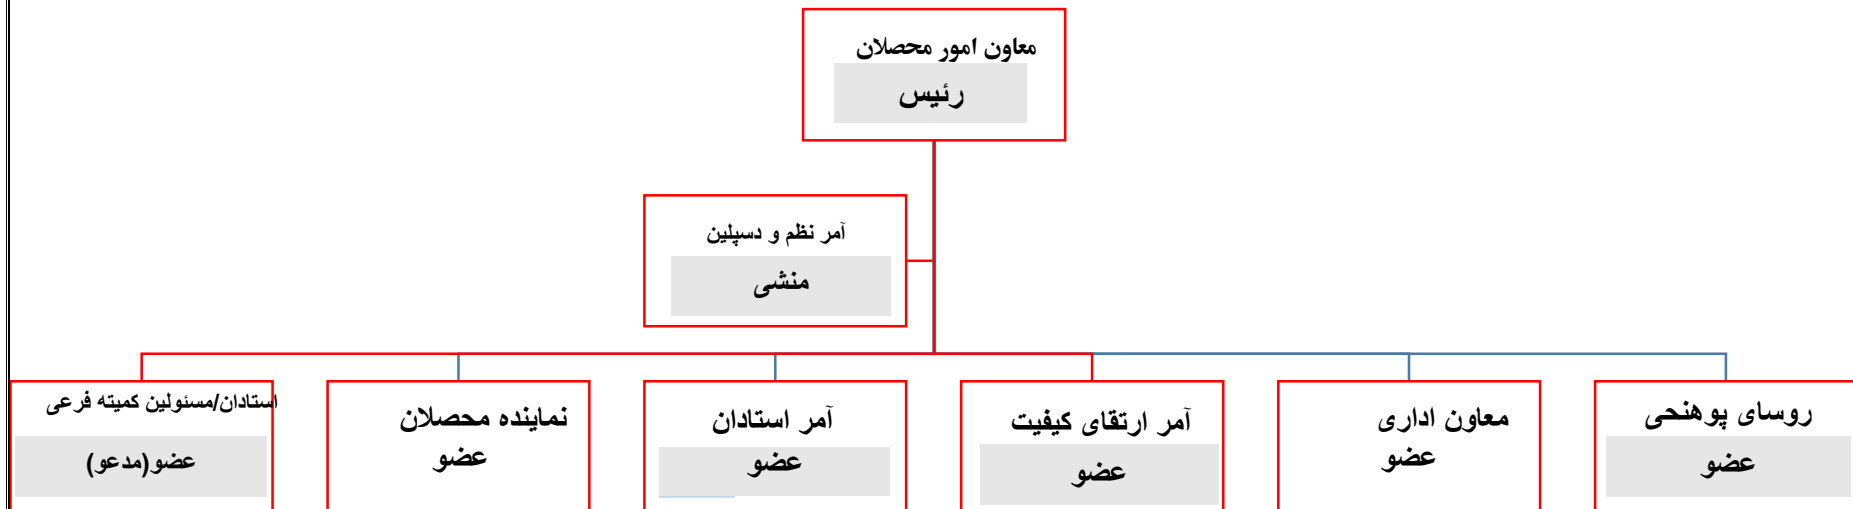 معاون امور محصلان
رئیس
آمر نظم و دسپلین
منشی
روسای پوهنحی
عضو
معاون اداری
عضو
آمر ارتقای کیفیت
عضو
آمر استادان
عضو
نماینده محصلان
عضو
استادان/مسئولین کمیته فرعی
عضو(مدعو)